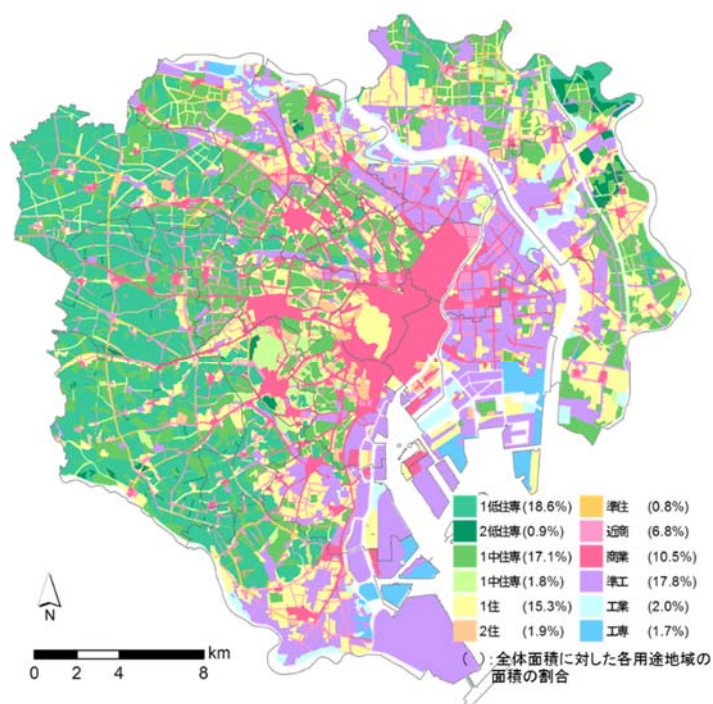 1低住専(18.6%)
2低住専(0.9%)
1中住専(17.1%)
1中住専(1.8%)
1住 (15.3%)
2住 (1.9%)
準住 (0.8%)
近商 (6.8%)
商業 (10.5%)
準工 (17.8%)
工業 (2.0%)
工専 (1.7%)
( ):全体面積に対した各用途地域の
面積の割合
N
km
0 2 4 8